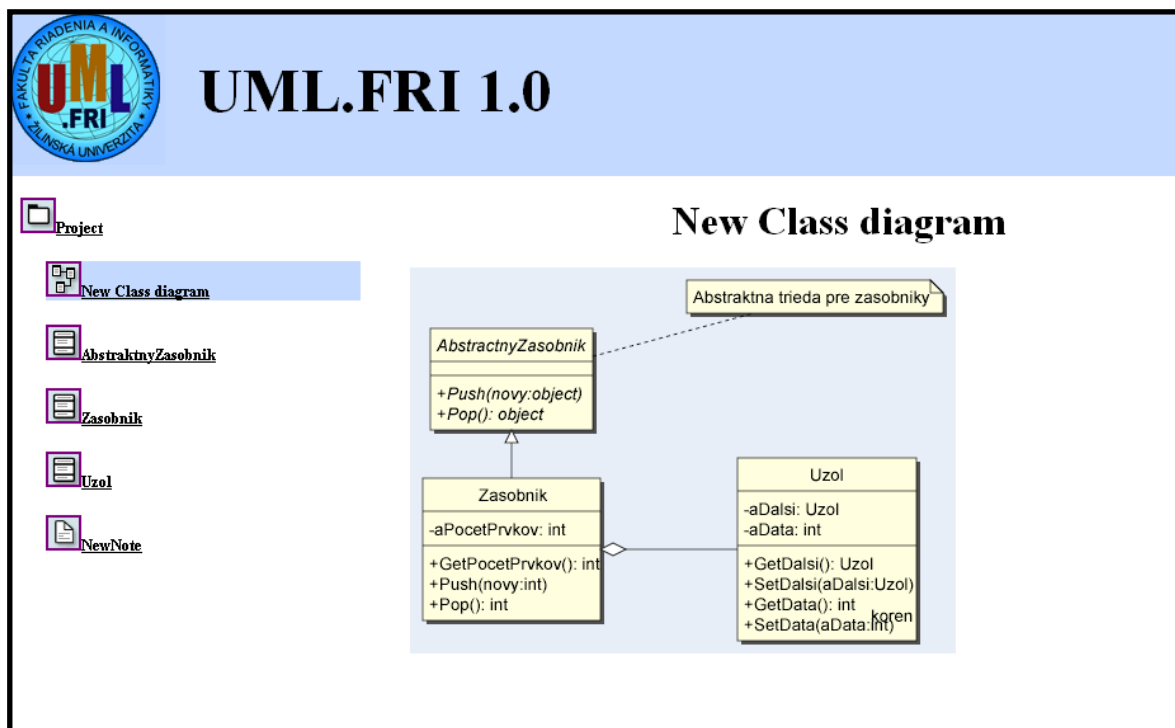 FAKULTA RIADENIA A INFORMATIKY
UML
.FRI
ŽILINSKÁ UNIVERZITA
UML.FRI 1.0
Project
New Class diagram
AbstraktnyZasobnik
Zasobnik
Uzol
NewNote
New Class diagram
Abstraktna trieda pre zasobniky
AbstractnyZasobnik
+Push(novy:object)
+Pop(): object
Zasobnik
-aPocetPrvkov: int
+GetPocetPrvkov(): int
+Push(novy:int)
+Pop(): int
Uzol
-aDalsi: Uzol
-aData: int
+GetDalsi(): Uzol
+SetDalsi(aDalsi:Uzol)
+GetData(): int
+SetData(aData:int)
koren